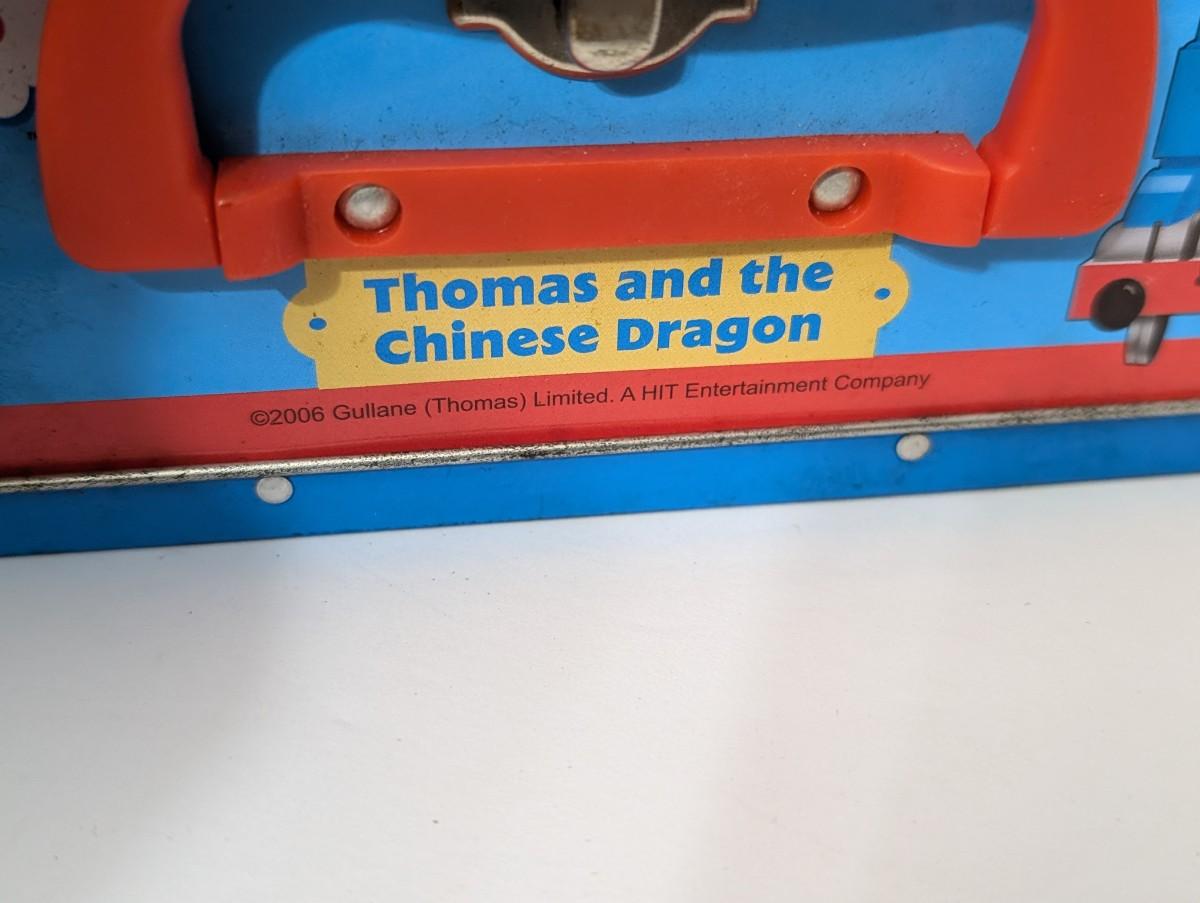 Thomas and the
Chinese Dragon
©2006 Gullane (Thomas) Limited. A HIT Entertainment Company